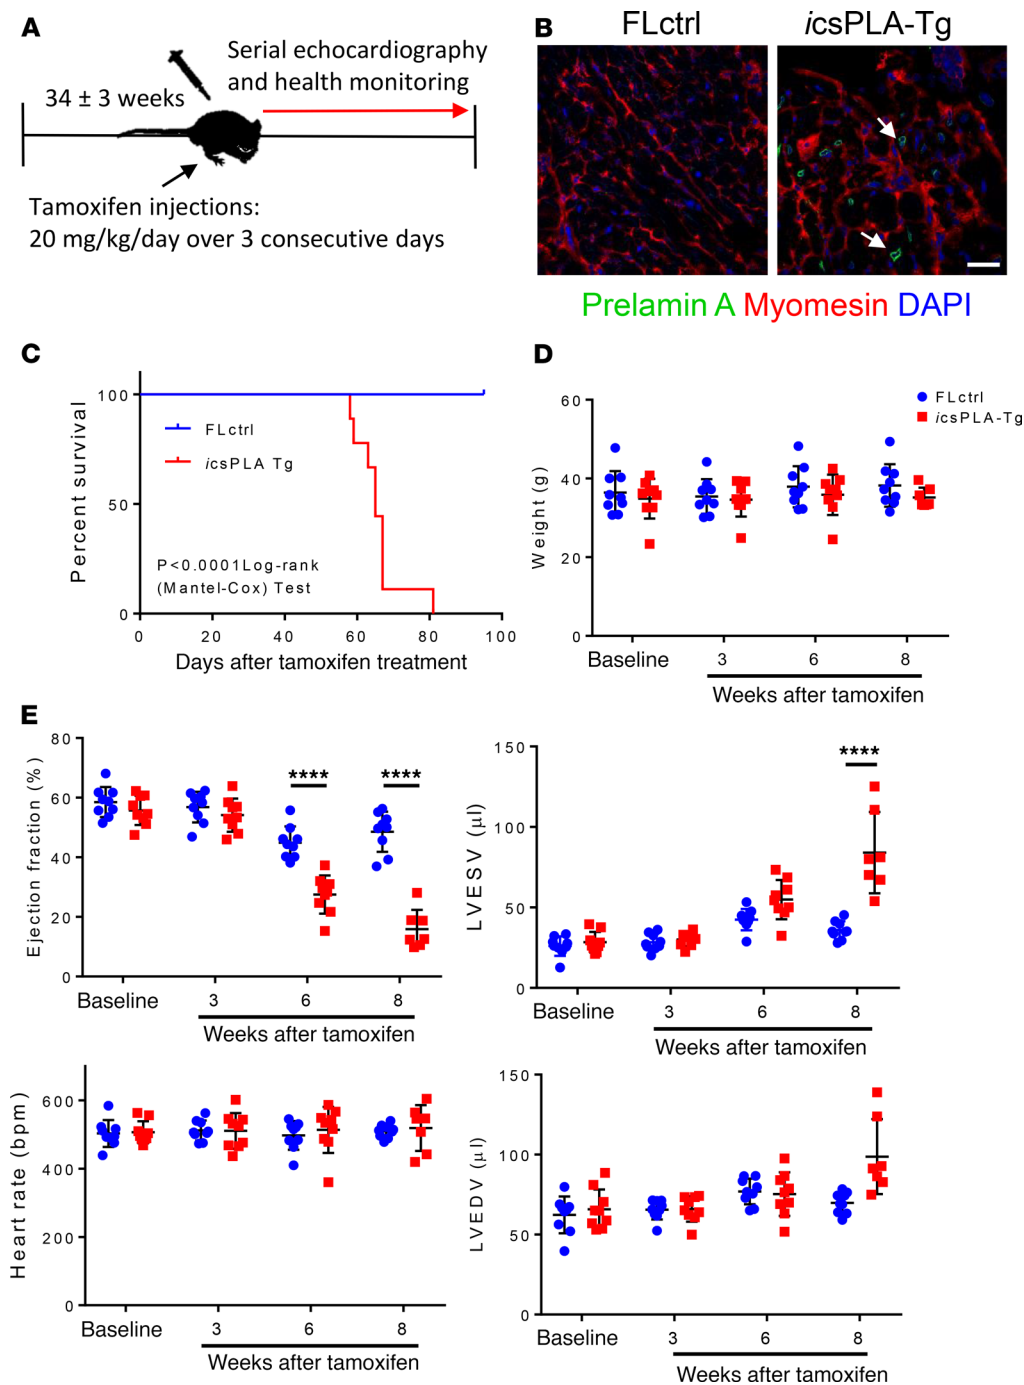 A
34 ± 3 weeks
Serial echocardiography
and health monitoring
Tamoxifen injections:
20 mg/kg/day over 3 consecutive days
B
FLctrl
icsPLA-Tg
Prelamin A Myomesin DAPI
C
Percent survival
100
50
0
FLctrl
icsPLA Tg
P<0.0001Log-rank
(Mantel-Cox) Test
0 20 40 60 80 100
Days after tamoxifen treatment
D
Weight (g)
60
40
20
0
FLctrl
icsPLA-Tg
Baseline 3 6 8
Weeks after tamoxifen
E
Ejection fraction (%)
80
60
40
20
0
****
****
Baseline 3 6 8
Weeks after tamoxifen
LVESV (μl)
150
100
50
0
****
Baseline 3 6 8
Weeks after tamoxifen
Heart rate (bpm)
600
400
200
0
Baseline 3 6 8
Weeks after tamoxifen
LVEDV (μl)
150
100
50
0
Baseline 3 6 8
Weeks after tamoxifen